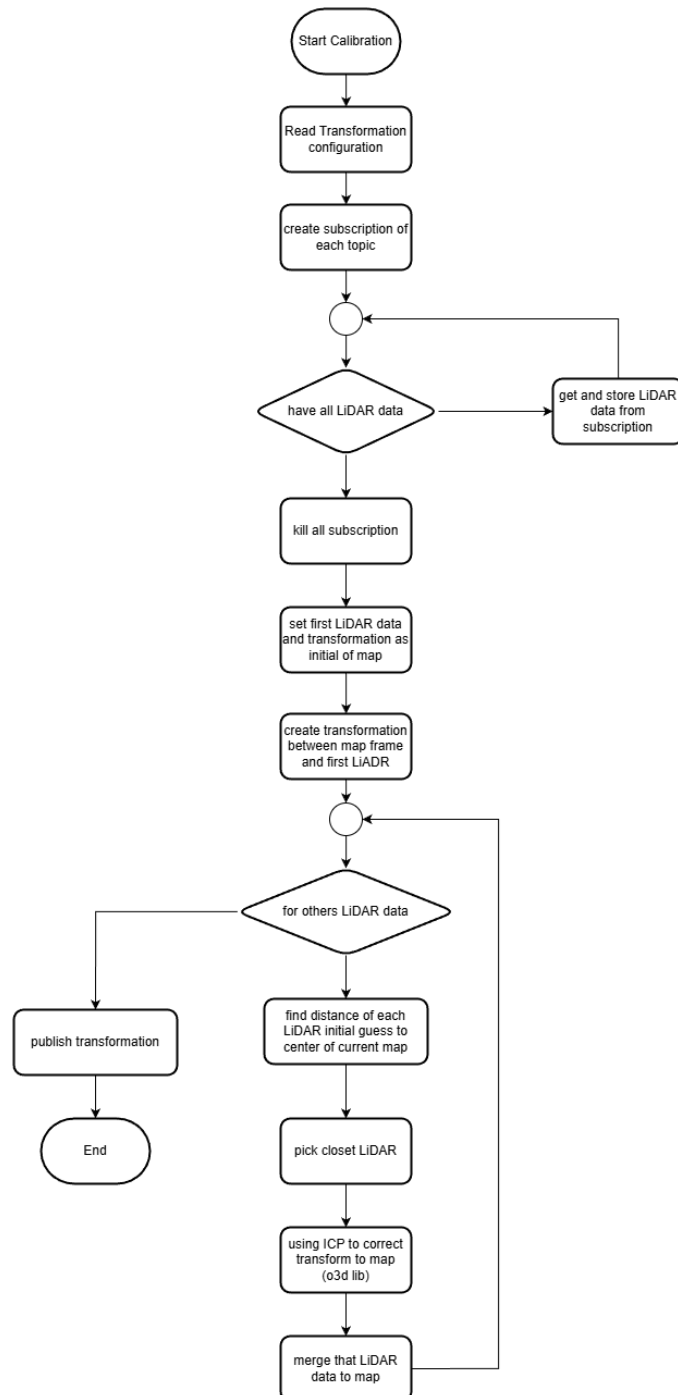 Start Calibration
Read Transformation
configuration
create subscription of
each topic
have all LiDAR data
get and store LiDAR
data from
subscription
kill all subscription
set first LiDAR data
and transformation as
initial of map
create transformation
between map frame
and first LiADR
for others LiDAR data
find distance of each
LiDAR initial guess to
center of current map
publish transformation
pick closet LiDAR
End
using ICP to correct
transform to map
(o3d lib)
merge that LiDAR
data to map